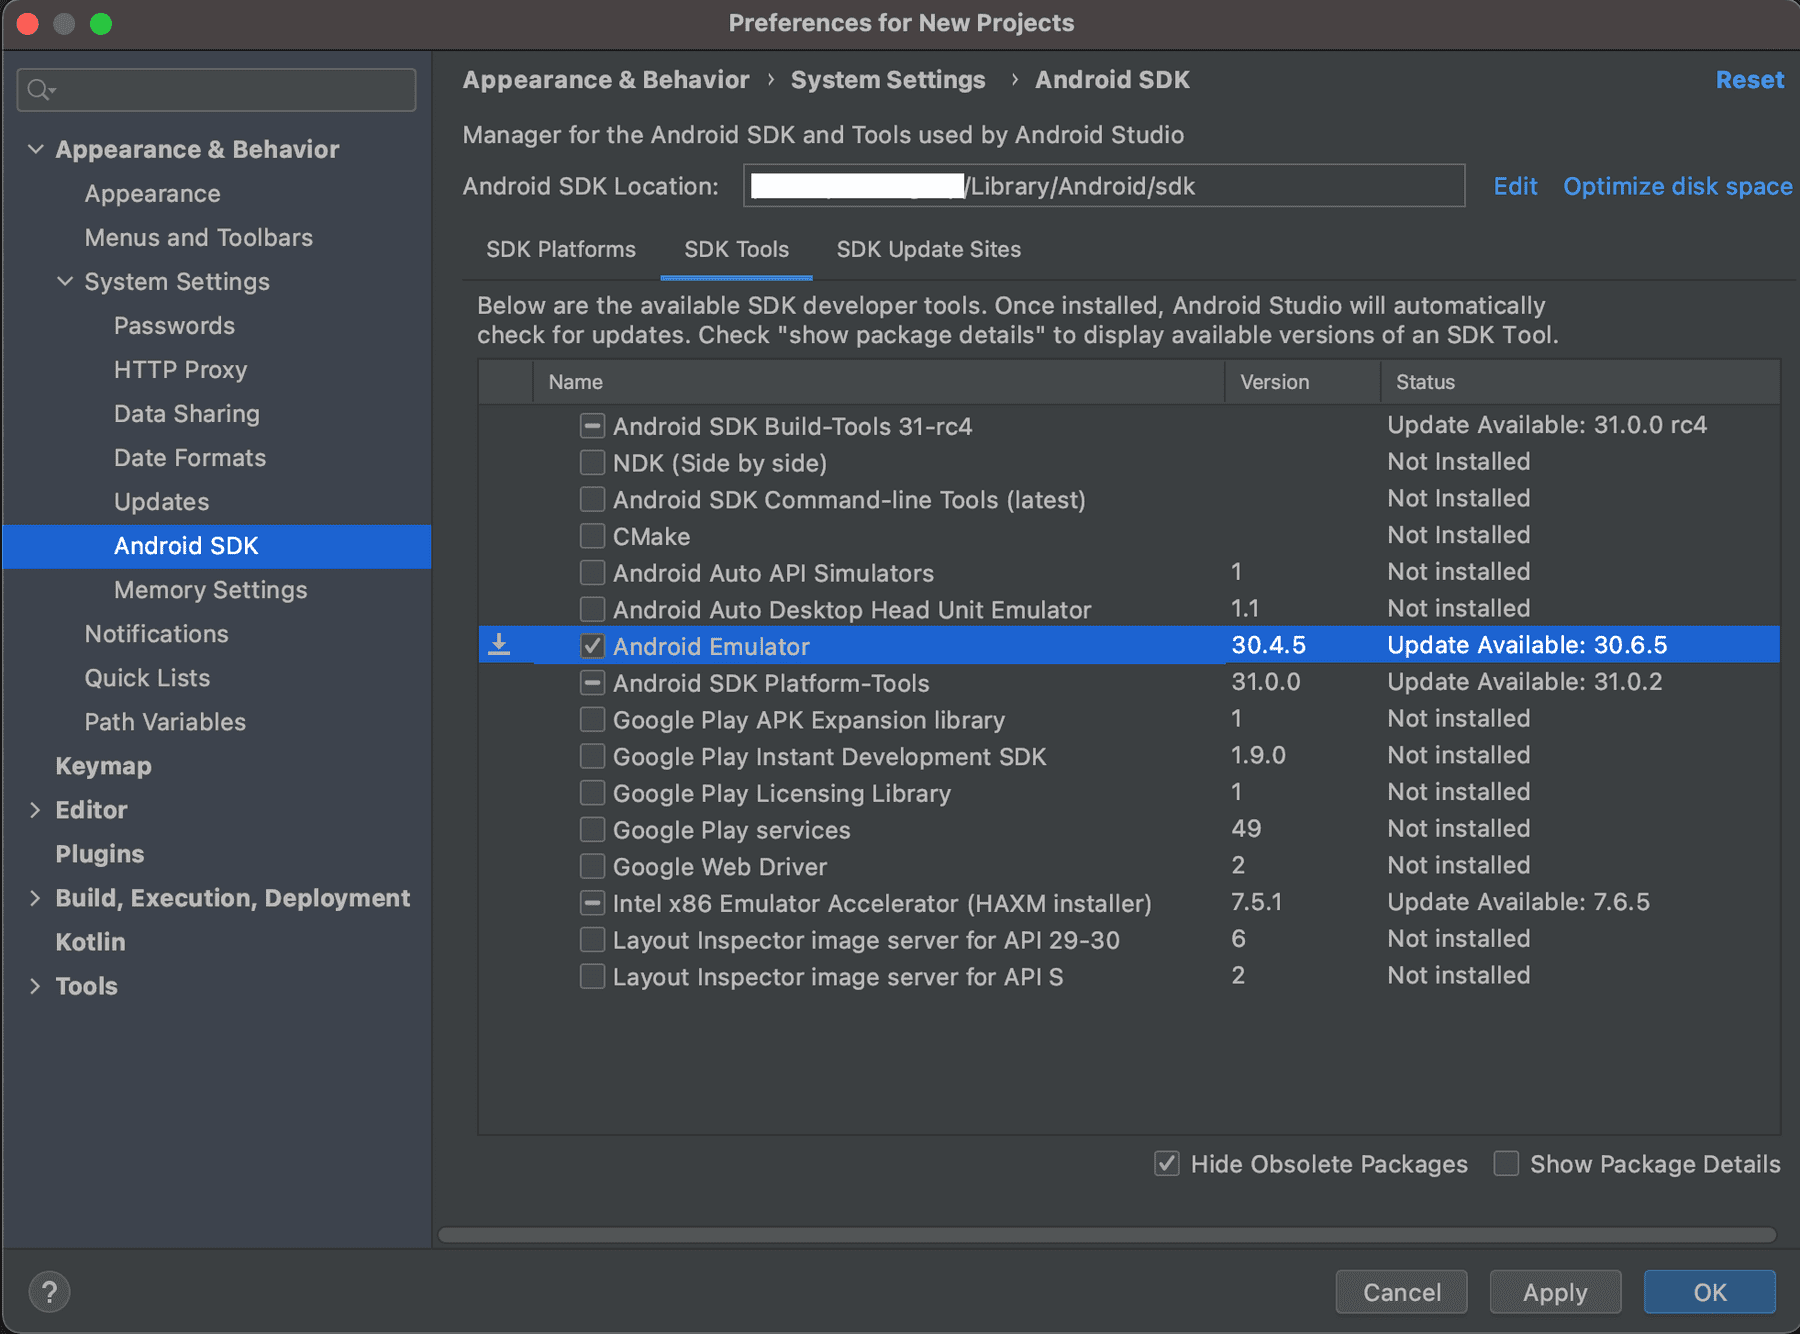 Preferences for New Projects
Appearance & Behavior › System Settings › Android SDK
Reset
Appearance & Behavior
Appearance
Menus and Toolbars
System Settings
Passwords
HTTP Proxy
Data Sharing
Date Formats
Updates
Android SDK
Memory Settings
Notifications
Quick Lists
Path Variables
Keymap
Editor
Plugins
Build, Execution, Deployment
Kotlin
Tools
Manager for the Android SDK and Tools used by Android Studio
Android SDK Location: /Library/Android/sdk Edit Optimize disk space
SDK Platforms SDK Tools SDK Update Sites
Below are the available SDK developer tools. Once installed, Android Studio will automatically
check for updates. Check "show package details" to display available versions of an SDK Tool.
Name Version Status
Android SDK Build-Tools 31-rc4 Update Available: 31.0.0 rc4
NDK (Side by side) Not Installed
Android SDK Command-line Tools (latest) Not Installed
CMake Not Installed
Android Auto API Simulators 1 Not installed
Android Auto Desktop Head Unit Emulator 1.1 Not installed
Android Emulator 30.4.5 Update Available: 30.6.5
Android SDK Platform-Tools 31.0.0 Update Available: 31.0.2
Google Play APK Expansion library 1 Not installed
Google Play Instant Development SDK 1.9.0 Not installed
Google Play Licensing Library 1 Not installed
Google Play services 49 Not installed
Google Web Driver 2 Not installed
Intel x86 Emulator Accelerator (HAXM installer) 7.5.1 Update Available: 7.6.5
Layout Inspector image server for API 29-30 6 Not installed
Layout Inspector image server for API S 2 Not installed
Hide Obsolete Packages Show Package Details
? Cancel Apply OK